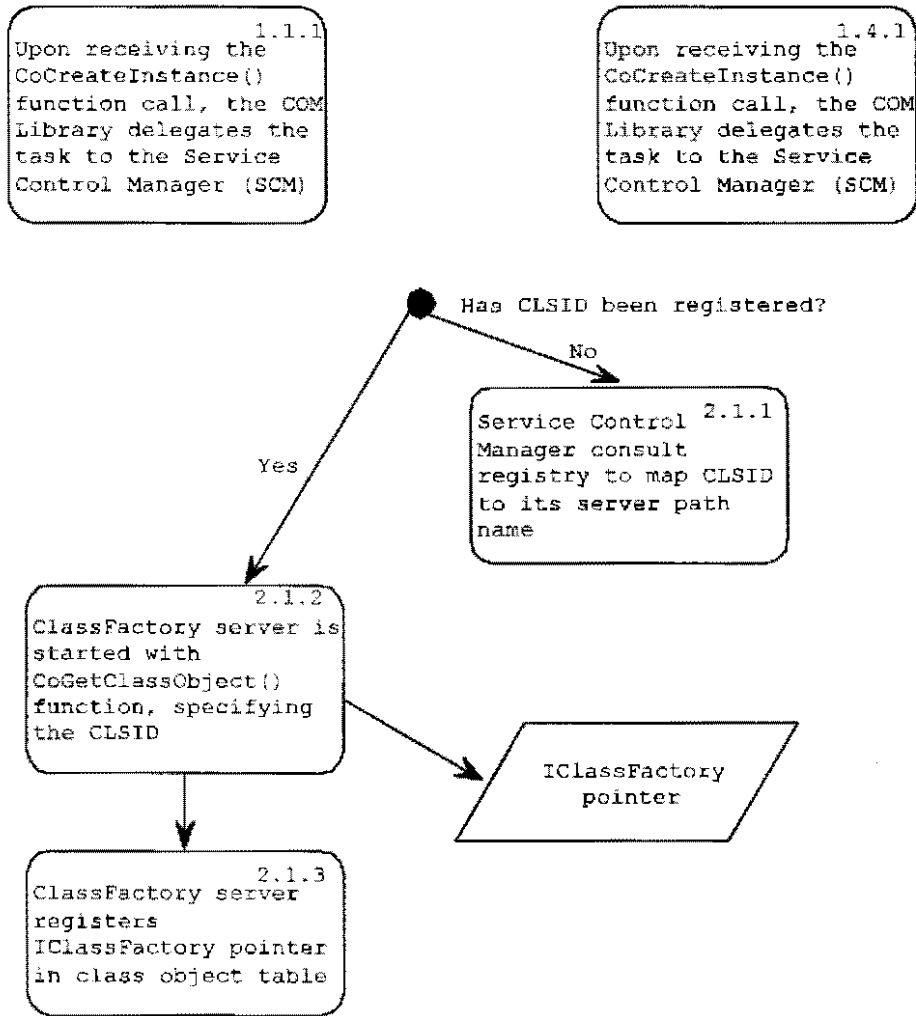 1.1.1
Upon receiving the
CoCreateInstance()
function call, the COM
Library delegates the
task to the Service
Control Manager (SCM)
1.4.1
Upon receiving the
CoCreateInstance()
function call, the COM
Library delegates the
task to the Service
Control Manager (SCM)
Has CLSID been registered?
No
Yes
2.1.1
Service Control
Manager consult
registry to map CLSID
to its server path
name
2.1.2
ClassFactory server is
started with
CoGetClassObject()
function, specifying
the CLSID
IClassFactory
pointer
2.1.3
ClassFactory server
registers
IClassFactory pointer
in class object table